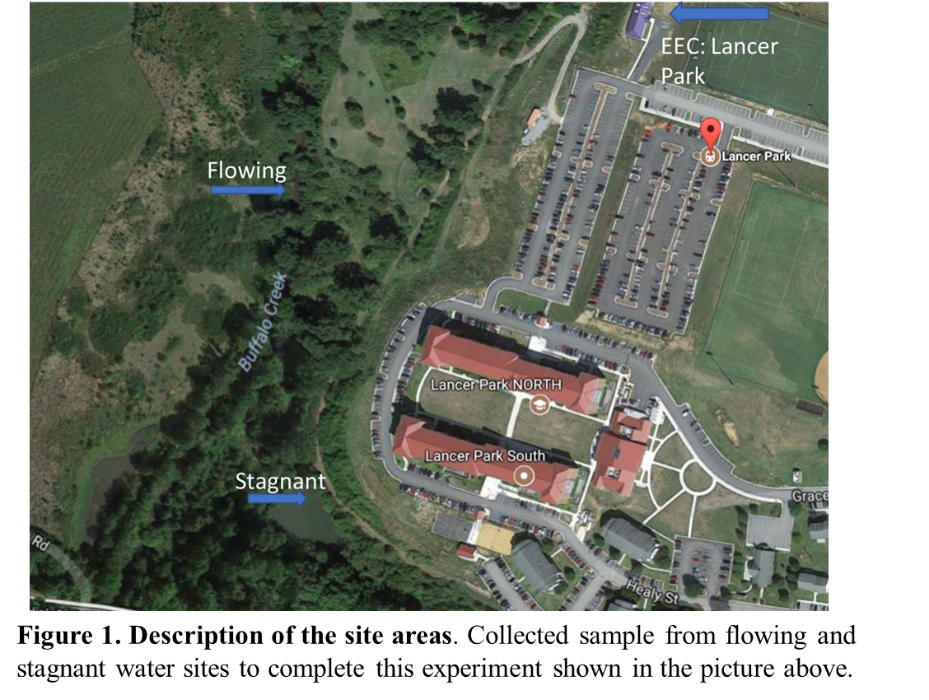 EEC: Lancer
Park
Lancer Park
Flowing
Buffalo Creek
Lancer Park NORTH
Lancer Park South
Stagnant
Grace
Rd
Healy St
Figure 1. Description of the site areas. Collected sample from flowing and
stagnant water sites to complete this experiment shown in the picture above.